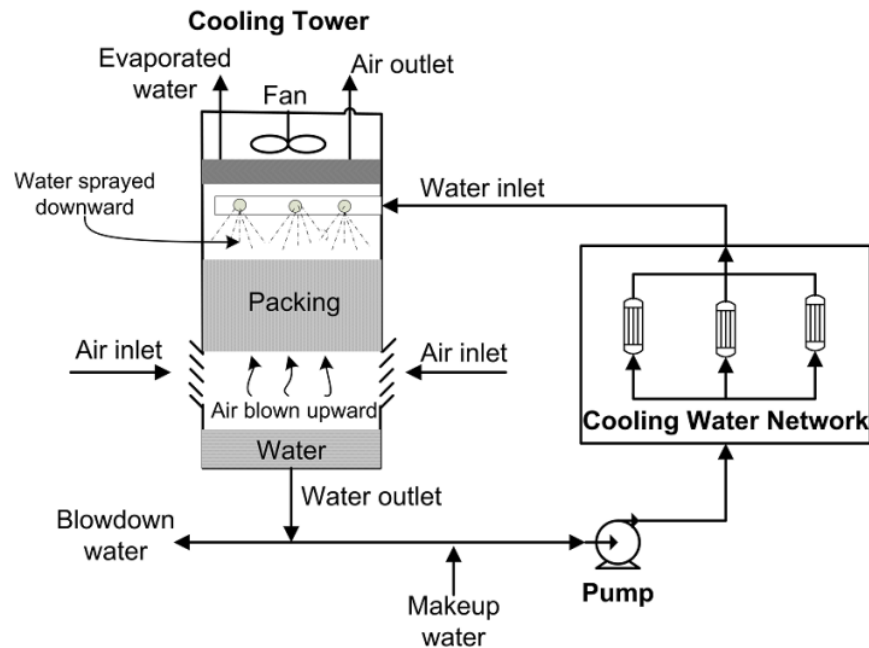 Cooling Tower
Evaporated
water
Air outlet
Fan
Water sprayed
downward
Water inlet
Packing
Air inlet
Air inlet
Air blown upward
Cooling Water Network
Water
Water outlet
Blowdown
water
Pump
Makeup
water